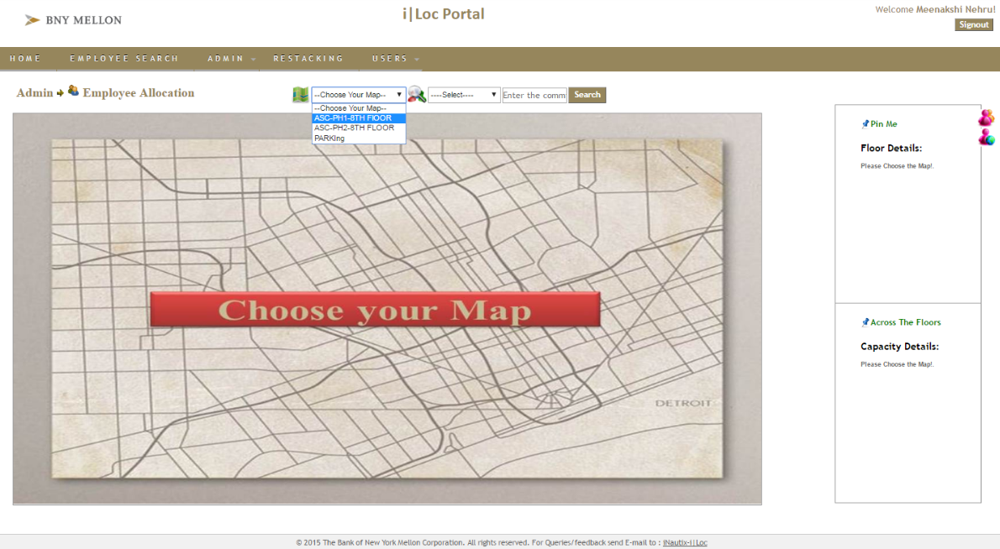 BNY MELLON
i|Loc Portal
Welcome Meenakshi Nehru!
Signout
HOME EMPLOYEE SEARCH ADMIN RESTACKING USERS
Admin Employee Allocation
--Choose Your Map-- ----Select---- Enter the comm Search
--Choose Your Map--
ASC-PH1-8TH FlOOR
ASC-PH2-8TH FLOOR
PARKIng
Choose your Map
DETROIT
Pin Me
Floor Details:
Please Choose the Map!.
Across The Floors
Capacity Details:
Please Choose the Map!.
© 2015 The Bank of New York Mellon Corporation. All rights reserved. For Queries/feedback send E-mail to : iNautix-I|Loc